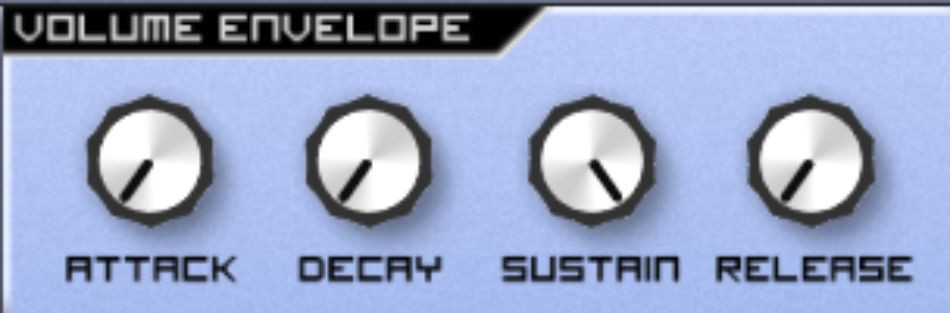 VOLUME ENVELOPE
ATTACK DECAY SUSTAIN RELEASE